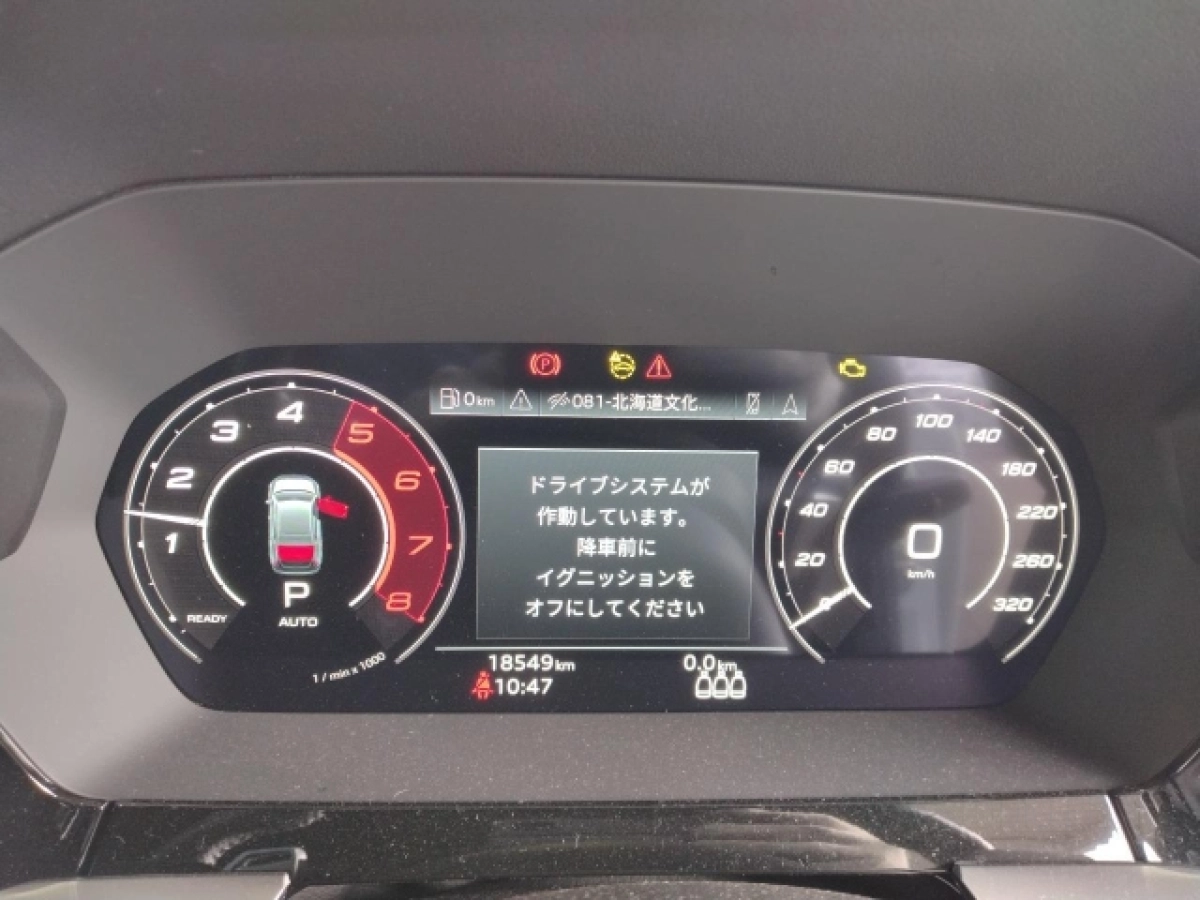 P
0km
081-北海道文化...
1
2
3
4
5
6
7
8
READY
P
AUTO
1 / min x 1000
ドライブシステムが
作動しています。
降車前に
イグニッションを
オフにしてください
0
20
40
60
80
100
140
180
220
260
320
0
km/h
18549km
0.0km
10:47